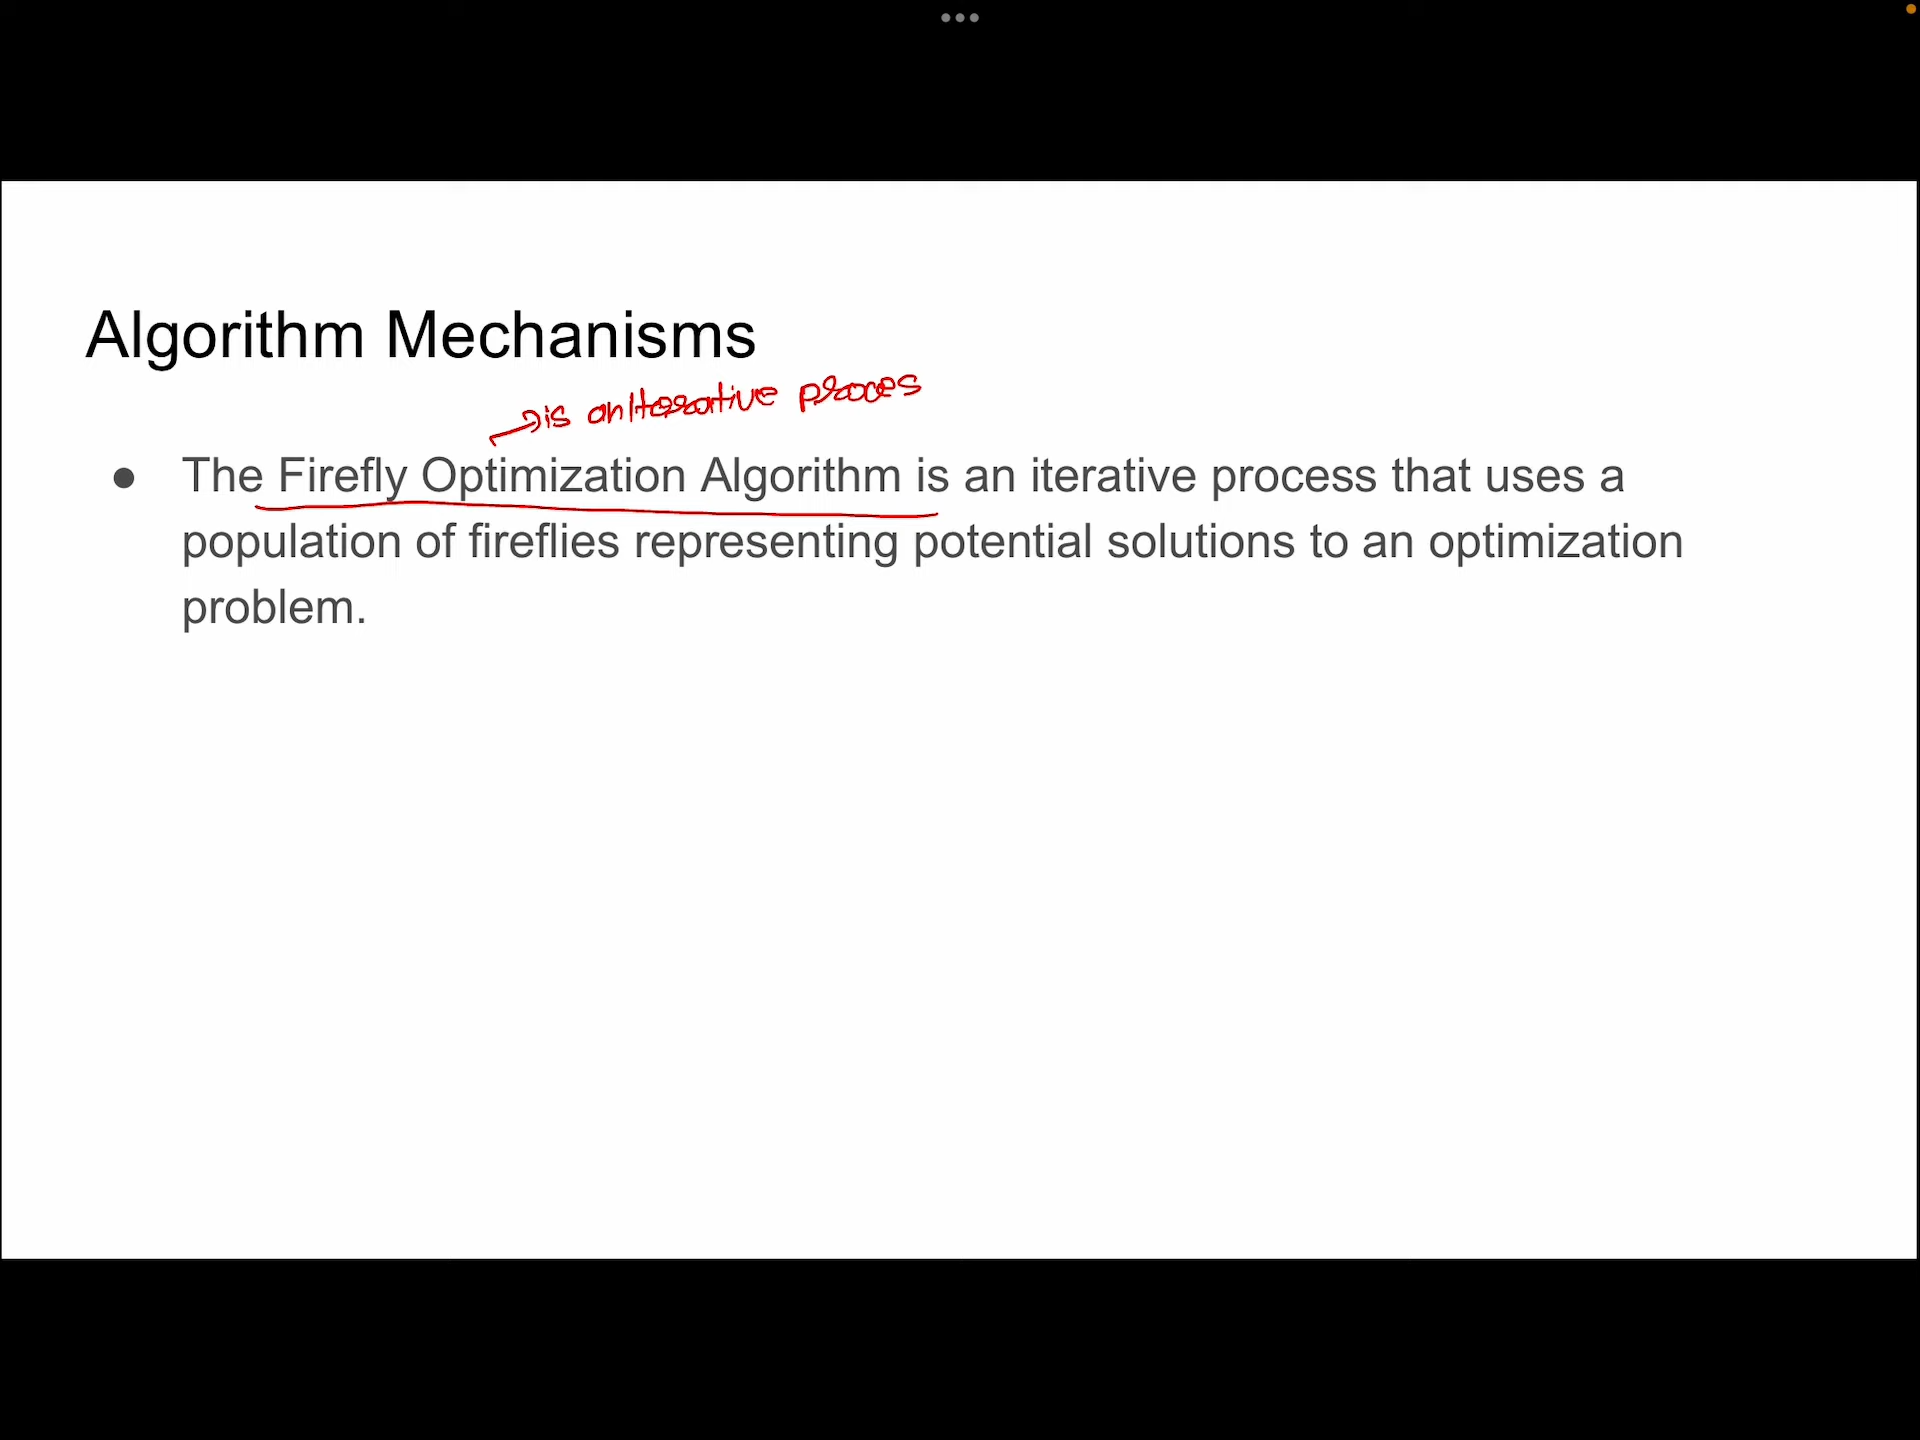 Algorithm Mechanisms
→ is an Iterative proces
● The Firefly Optimization Algorithm is an iterative process that uses a
population of fireflies representing potential solutions to an optimization
problem.